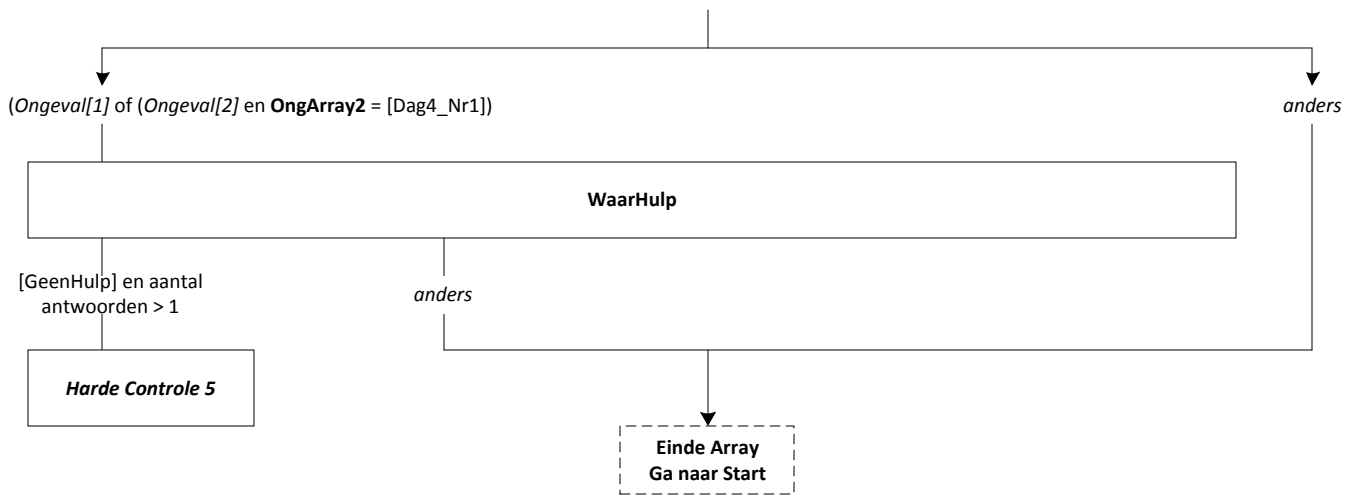 (Ongeval[1] of (Ongeval[2] en OngArray2 = [Dag4_Nr1])
anders
WaarHulp
[GeenHulp] en aantal
antwoorden > 1
anders
Harde Controle 5
Einde Array
Ga naar Start